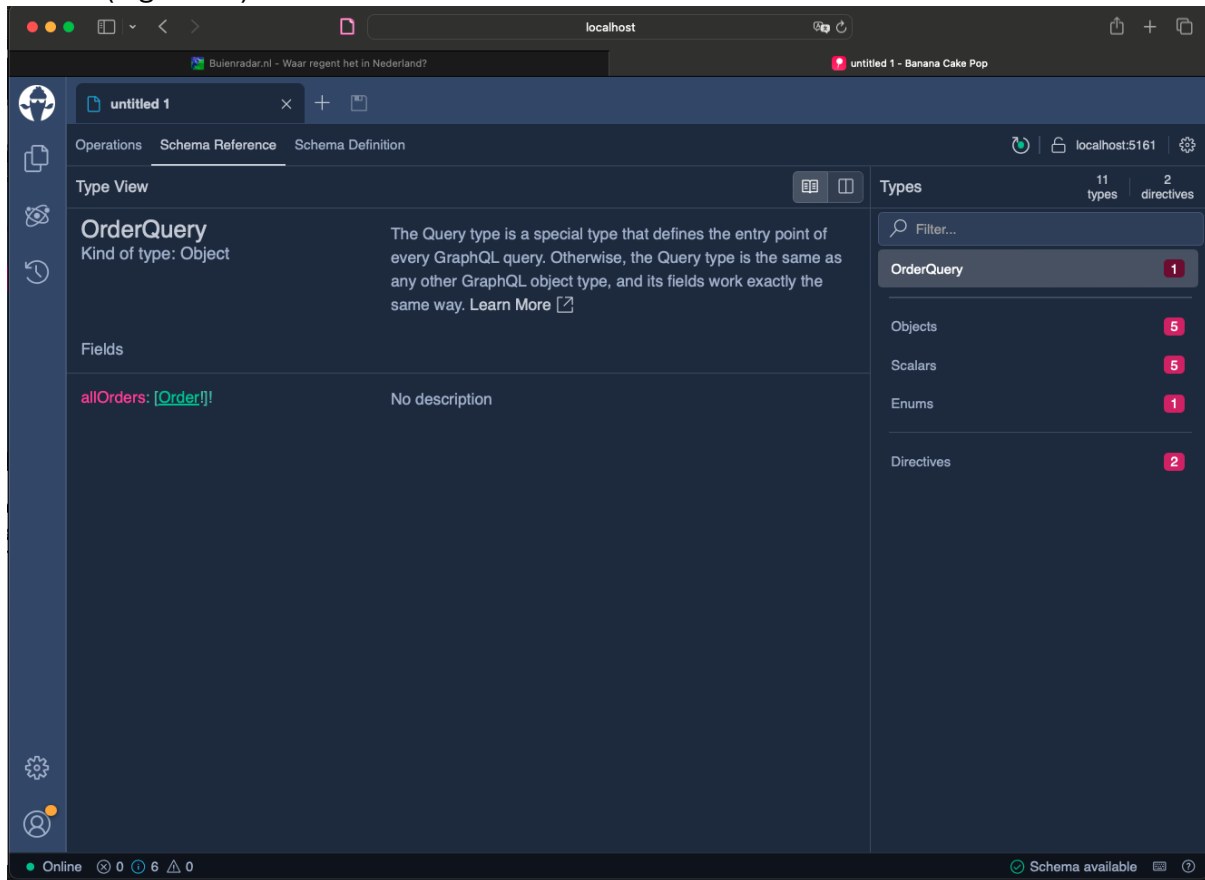 localhost
Buienradar.nl - Waar regent het in Nederland?
untitled 1 - Banana Cake Pop
untitled 1
Operations Schema Reference Schema Definition
localhost:5161
Type View
Types
11 types
2 directives
OrderQuery
Kind of type: Object
The Query type is a special type that defines the entry point of
every GraphQL query. Otherwise, the Query type is the same as
any other GraphQL object type, and its fields work exactly the
same way. Learn More
Fields
allOrders: [Order!]!
No description
Filter...
OrderQuery 1
Objects 5
Scalars 5
Enums 1
Directives 2
Online 0 6 0
Schema available